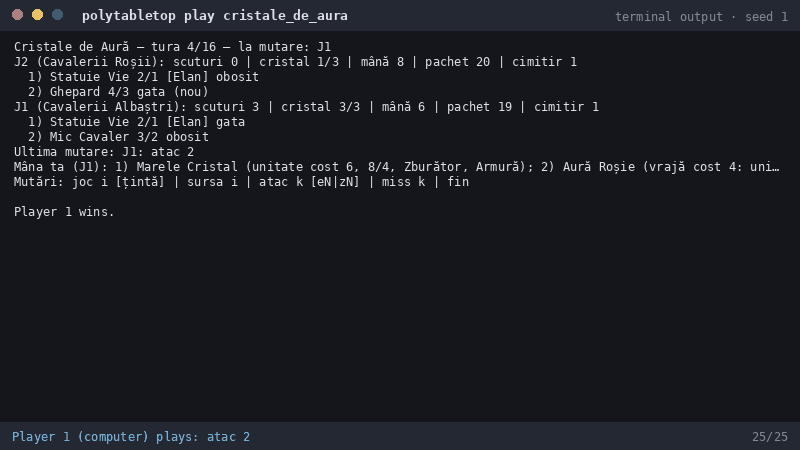 polytabletop play cristale_de_aura
terminal output · seed 1
Cristale de Aură — tura 4/16 — la mutare: J1
J2 (Cavalerii Roșii): scuturi 0 | cristal 1/3 | mână 8 | pachet 20 | cimitir 1
1) Statuie Vie 2/1 [Elan] obosit
2) Ghepard 4/3 gata (nou)
J1 (Cavalerii Albaștri): scuturi 3 | cristal 3/3 | mână 6 | pachet 19 | cimitir 1
1) Statuie Vie 2/1 [Elan] gata
2) Mic Cavaler 3/2 obosit
Ultima mutare: J1: atac 2
Mâna ta (J1): 1) Marele Cristal (unitate cost 6, 8/4, Zburător, Armură); 2) Aură Roșie (vrajă cost 4: uni…
Mutări: joc i [țintă] | sursa i | atac k [eN|zN] | miss k | fin
Player 1 wins.
Player 1 (computer) plays: atac 2
25/25